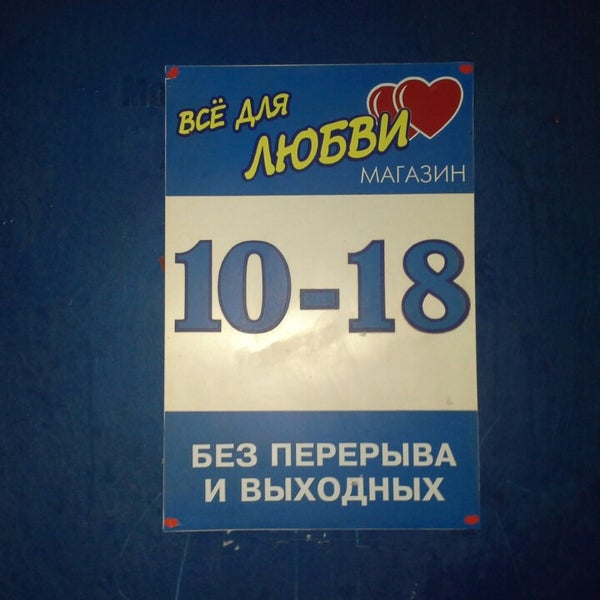 ВСЁ ДЛЯ
ЛЮБВИ
МАГАЗИН
10-18
БЕЗ ПЕРЕРЫВА
И ВЫХОДНЫХ